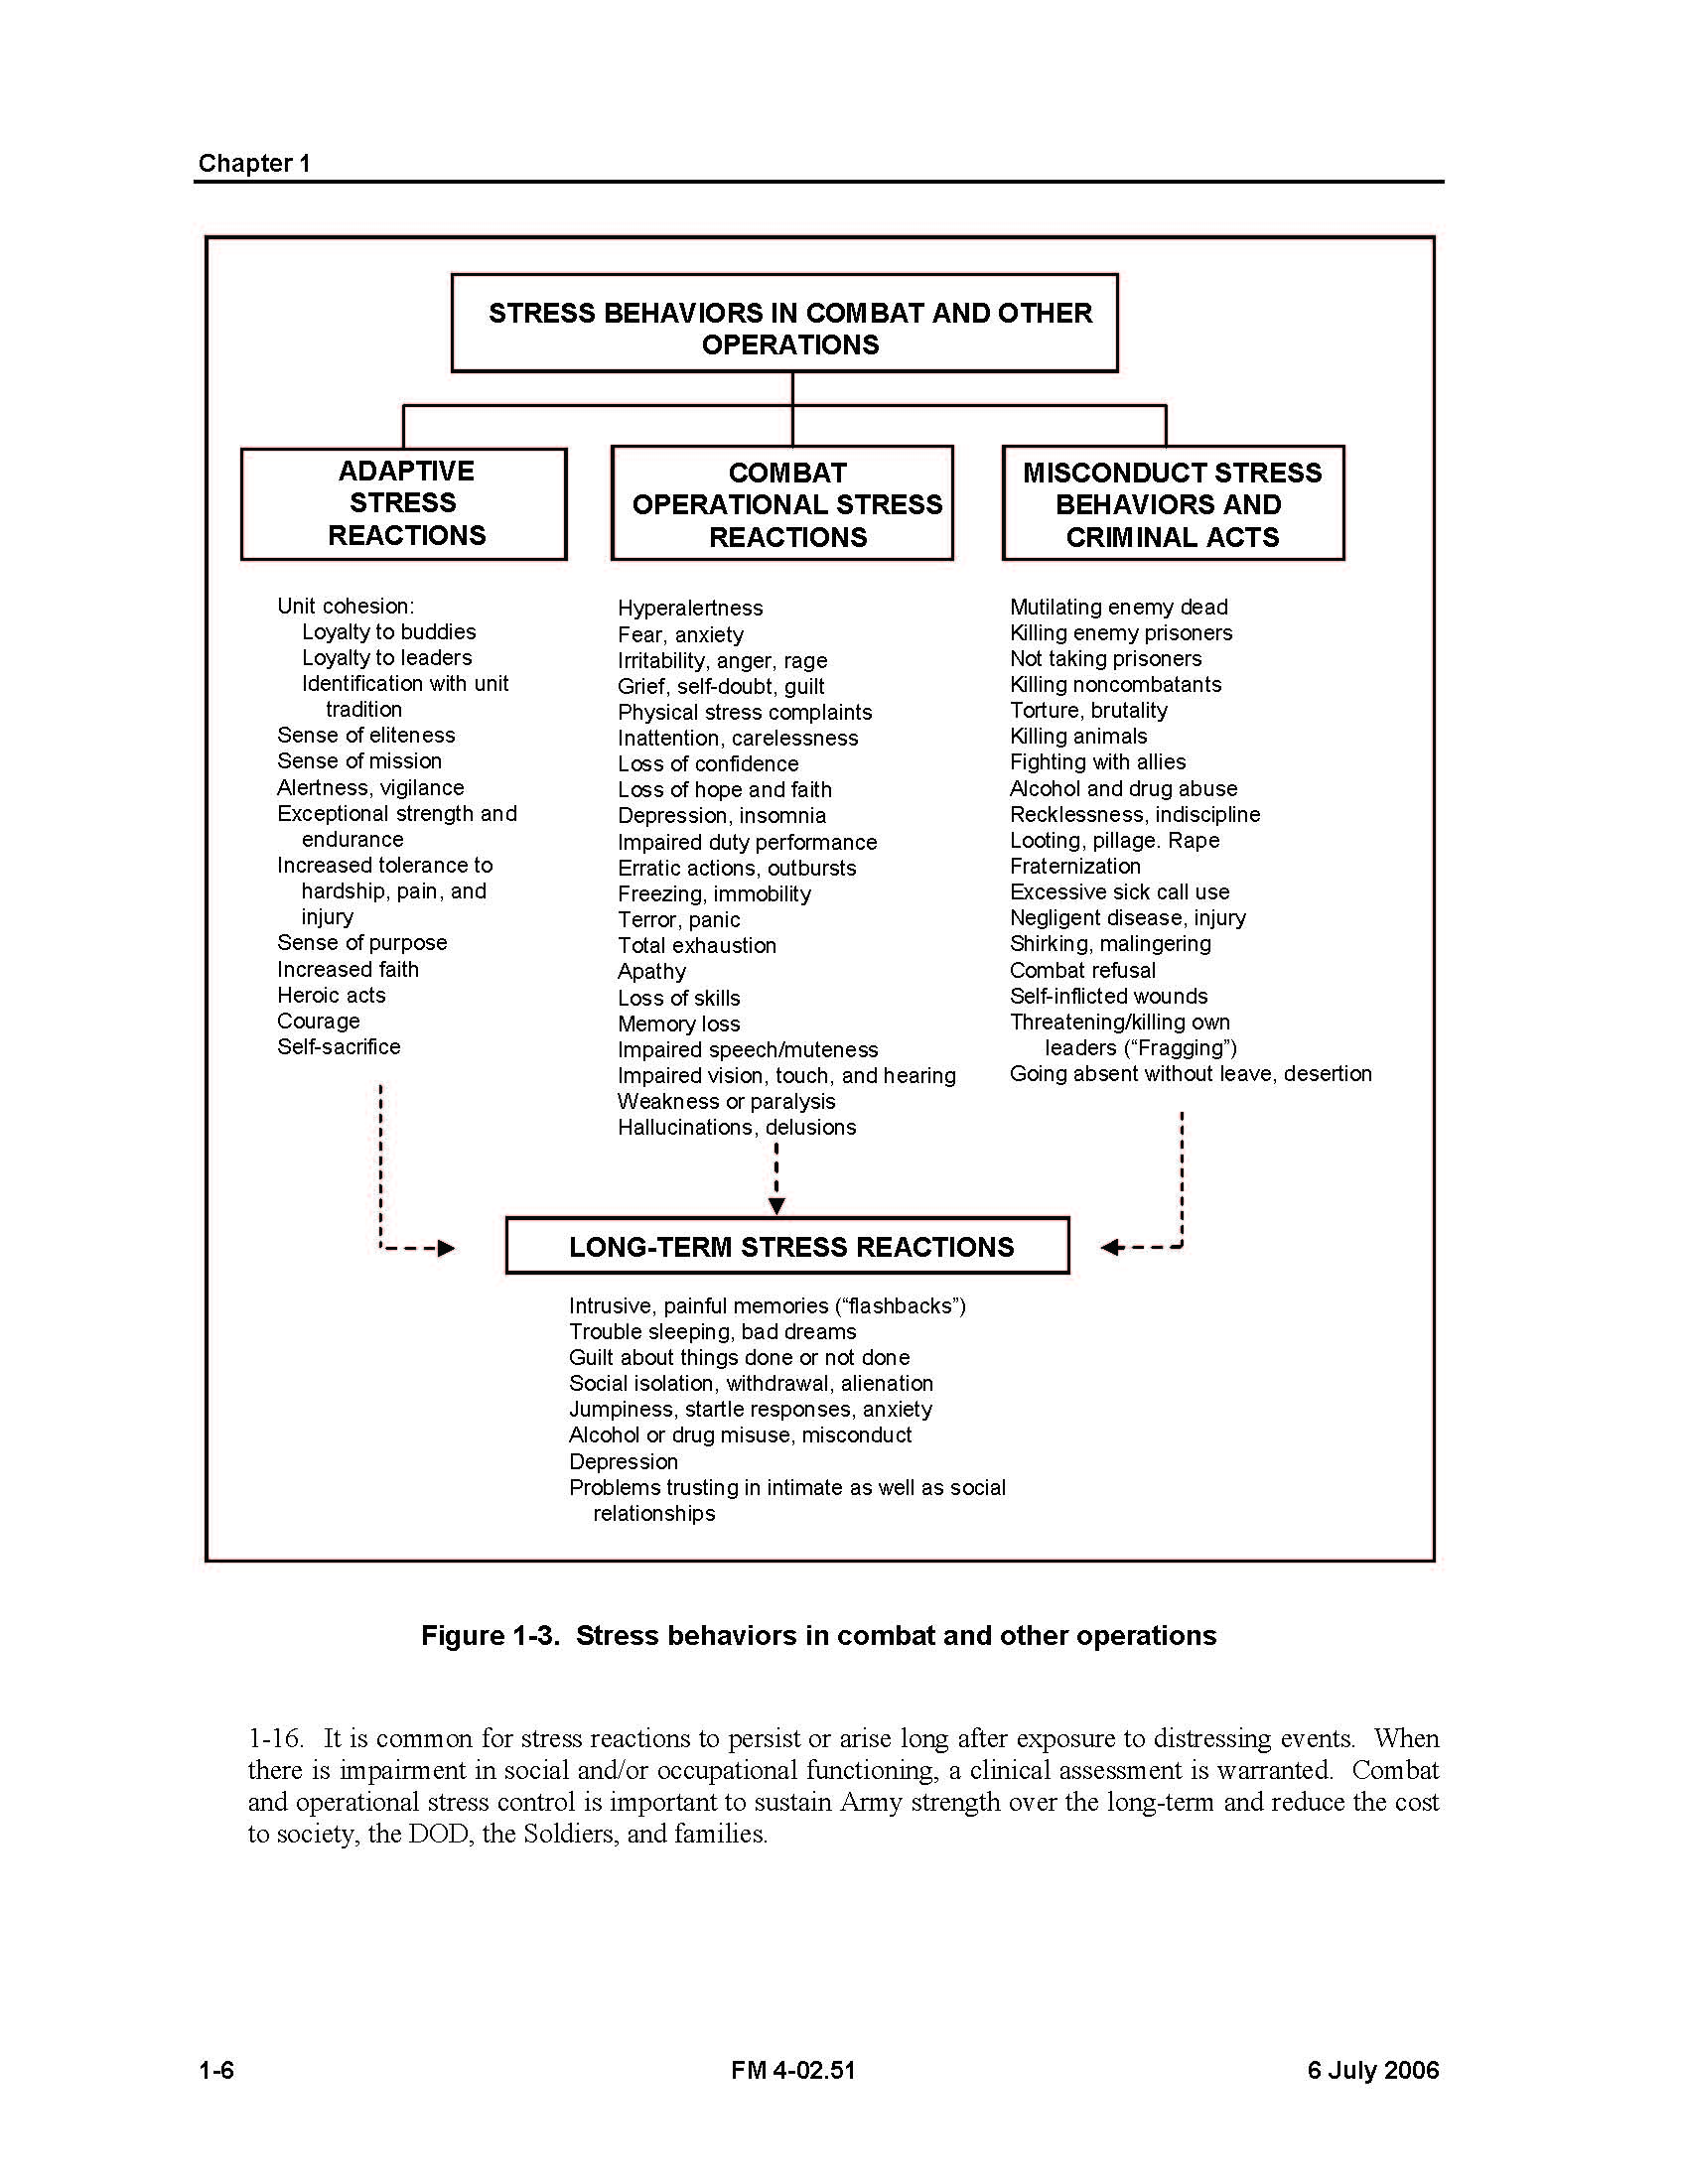 Chapter 1
STRESS BEHAVIORS IN COMBAT AND OTHER
OPERATIONS
ADAPTIVE
STRESS
REACTIONS
Unit cohesion:
Loyalty to buddies
Loyalty to leaders
Identification with unit
tradition
Sense of eliteness
Sense of mission
Alertness, vigilance
Exceptional strength and
endurance
Increased tolerance to
hardship, pain, and
injury
Sense of purpose
Increased faith
Heroic acts
Courage
Self-sacrifice
COMBAT
OPERATIONAL STRESS
REACTIONS
Hyperalertness
Fear, anxiety
Irritability, anger, rage
Grief, self-doubt, guilt
Physical stress complaints
Inattention, carelessness
Loss of confidence
Loss of hope and faith
Depression, insomnia
Impaired duty performance
Erratic actions, outbursts
Freezing, immobility
Terror, panic
Total exhaustion
Apathy
Loss of skills
Memory loss
Impaired speech/muteness
Impaired vision, touch, and hearing
Weakness or paralysis
Hallucinations, delusions
MISCONDUCT STRESS
BEHAVIORS AND
CRIMINAL ACTS
Mutilating enemy dead
Killing enemy prisoners
Not taking prisoners
Killing noncombatants
Torture, brutality
Killing animals
Fighting with allies
Alcohol and drug abuse
Recklessness, indiscipline
Looting, pillage. Rape
Fraternization
Excessive sick call use
Negligent disease, injury
Shirking, malingering
Combat refusal
Self-inflicted wounds
Threatening/killing own
leaders (“Fragging”)
Going absent without leave, desertion
LONG-TERM STRESS REACTIONS
Intrusive, painful memories (“flashbacks”)
Trouble sleeping, bad dreams
Guilt about things done or not done
Social isolation, withdrawal, alienation
Jumpiness, startle responses, anxiety
Alcohol or drug misuse, misconduct
Depression
Problems trusting in intimate as well as social
relationships
Figure 1-3. Stress behaviors in combat and other operations
1-16. It is common for stress reactions to persist or arise long after exposure to distressing events. When
there is impairment in social and/or occupational functioning, a clinical assessment is warranted. Combat
and operational stress control is important to sustain Army strength over the long-term and reduce the cost
to society, the DOD, the Soldiers, and families.
1-6 FM 4-02.51 6 July 2006